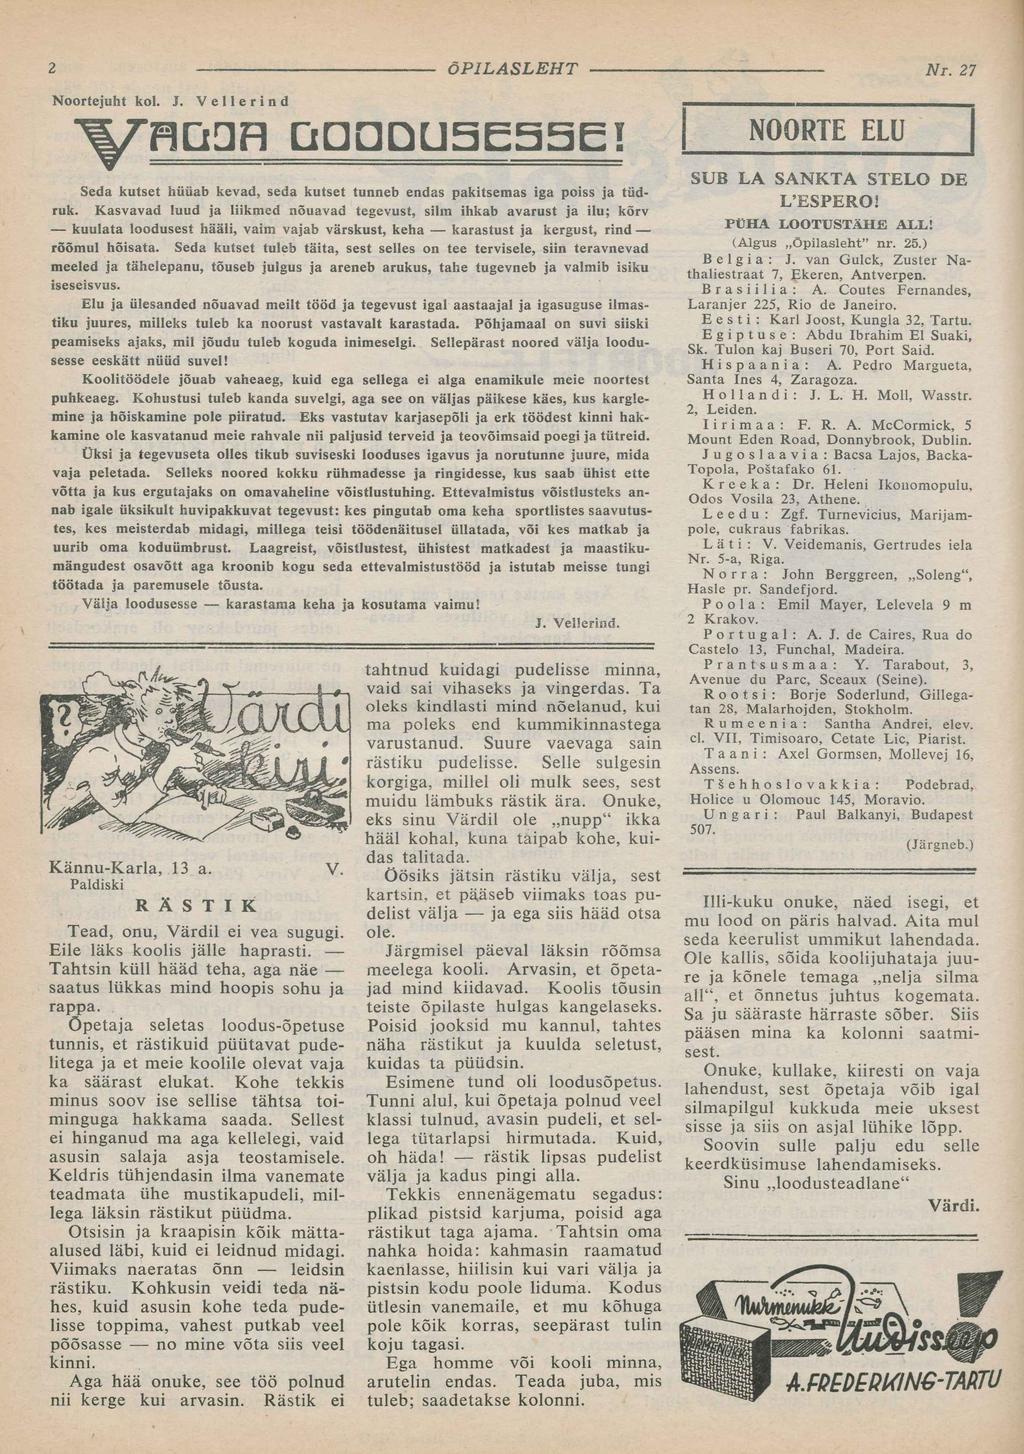 2
ÕPILASLEHT
Nr. 27
Noortejuht kol. J. Vellerind
VÄLJA LOODUSESSE!
Seda kutset hüüab kevad, seda kutset tunneb endas pakitsemas iga poiss ja tüd-
ruk. Kasvavad luud ja liikmed nõuavad tegevust, silm ihkab avarust ja ilu; kõrv
— kuulata loodusest hääli, vaim vajab värskust, keha — karastust ja kergust, rind —
rõõmul hõisata. Seda kutset tuleb täita, sest selles on tee tervisele, siin teravnevad
meeled ja tähelepanu, tõuseb julgus ja areneb arukus, tahe tugevneb ja valmib isiku
iseseisvus.
Elu ja ülesanded nõuavad meilt tööd ja tegevust igal aastaajal ja igasuguse ilmas-
tiku juures, milleks tuleb ka noorust vastavalt karastada. Põhjamaal on suvi siiski
peamiseks ajaks, mil jõudu tuleb koguda inimeselgi. Sellepärast noored välja loodu-
sesse eeskätt nüüd suvel!
Koolitöödele jõuab vaheaeg, kuid ega sellega ei alga enamikule meie noortest
puhkeaeg. Kohustusi tuleb kanda suvelgi, aga see on väljas päikese käes, kus kargle-
mine ja hõiskamine pole piiratud. Eks vastutav karjasepõli ja erk töödest kinni hak-
kamine ole kasvatanud meie rahvale nii paljusid terveid ja teovõimsaid poegi ja tütreid.
Üksi ja tegevuseta olles tikub suviseski looduses igavus ja norutunne juure, mida
vaja peletada. Selleks noored kokku rühmadesse ja ringidesse, kus saab ühist ette
võtta ja kus ergutajaks on omavaheline võistlustuhing. Ettevalmistus võistlusteks an-
nab igale üksikult huvipakkuvat tegevust: kes pingutab oma keha sportlistes saavutus-
tes, kes meisterdab midagi, millega teisi töödenäitusel üllatada, või kes matkab ja
uurib oma koduümbrust. Laagreist, võistlustest, ühistest matkadest ja maastiku-
mängudest osavõtt aga kroonib kogu seda ettevalmistustööd ja istutab meisse tungi
töötada ja paremusele tõusta.
Välja loodusesse — karastama keha ja kosutama vaimu!
J. Vellerind.
Värdi
kiri
Kännu-Karla, 13 a. V.
Paldiski
RÄSTIK
Tead, onu, Värdil ei vea sugugi.
Eile läks koolis jälle haprasti. —
Tahtsin küll hääd teha, aga näe —
saatus lükkas mind hoopis sohu ja
rappa.
Õpetaja seletas loodus-õpetuse
tunnis, et rästikuid püütavat pude-
litega ja et meie koolile olevat vaja
ka säärast elukat. Kohe tekkis
minus soov ise sellise tähtsa toi-
minguga hakkama saada. Sellest
ei hinganud ma aga kellelegi, vaid
asusin salaja asja teostamisele.
Keldris tühjendasin ilma vanemate
teadmata ühe mustikapudeli, mil-
lega läksin rästikut püüdma.
Otsisin ja kraapisin kõik mätta-
alused läbi, kuid ei leidnud midagi.
Viimaks naeratas õnn — leidsin
rästiku. Kohkusin veidi teda nä-
hes, kuid asusin kohe teda pude-
lisse toppima, vahest putkab veel
põõsasse — no mine võta siis veel
kinni.
Aga hää onuke, see töö polnud
nii kerge kui arvasin. Rästik ei
tahtnud kuidagi pudelisse minna,
vaid sai vihaseks ja vingerdas. Ta
oleks kindlasti mind nõelanud, kui
ma poleks end kummikinnastega
varustanud. Suure vaevaga sain
rästiku pudelisse. Selle sulgesin
korgiga, millel oli mulk sees, sest
muidu lämbuks rästik ära. Onuke,
eks sinu Värdil ole „nupp“ ikka
hääl kohal, kuna taipab kohe, kui-
das talitada.
Öösiks jätsin rästiku välja, sest
kartsin, et pääseb viimaks toas pu-
delist välja — ja ega siis hääd otsa
ole.
Järgmisel päeval läksin rõõmsa
meelega kooli. Arvasin, et õpeta-
jad mind kiidavad. Koolis tõusin
teiste õpilaste hulgas kangelaseks.
Poisid jooksid mu kannul, tahtes
näha rästikut ja kuulda seletust,
kuidas ta püüdsin.
Esimene tund oli loodusõpetus.
Tunni alul, kui õpetaja polnud veel
klassi tulnud, avasin pudeli, et sel-
lega tütarlapsi hirmutada. Kuid,
oh häda! — rästik lipsas pudelist
välja ja kadus pingi alla.
Tekkis ennenägematu segadus:
plikad pistsid karjuma, poisid aga
rästikut taga ajama. Tahtsin oma
nahka hoida: kahmasin raamatud
kaenlasse, hiilisin kui vari välja ja
pistsin kodu poole liduma. Kodus
ütlesin vanemaile, et mu kõhuga
pole kõik korras, seepärast tulin
koju tagasi.
Ega homme või kooli minna,
arutelin endas. Teada juba, mis
tuleb; saadetakse kolonni.
NOORTE ELU
SUB LA SANKTA STELO DE
L'ESPERO!
PÜHA LOOTUSTÄHE ALL!
(Algus „Õpilasleht“ nr. 25.)
Belgia: J. van Gulck, Zuster Na-
thaliestraat 7, Ekeren, Antverpen.
Brasiilia: A. Coutes Fernandes,
Laranjer 225, Rio de Janeiro.
Eesti: Karl Joost, Kungla 32, Tartu.
Egiptuse: Abdu Ibrahim El Suaki,
Sk. Tulon kaj Buseri 70, Port Said.
Hispaania: A. Pedro Margueta,
Santa Ines 4, Zaragoza.
Hollandi: J. L. H. Moll, Wasstr.
2, Leiden.
Iirimaa: F. R. A. McCormick, 5
Mount Eden Road, Donnybrook, Dublin.
Jugoslaavia: Bacsa Lajos, Backa-
Topola, Poštafako 61.
Kreeka: Dr. Heleni Ikonomopulu,
Odos Vosila 23, Athene.
Leedu: Zgf. Turnevicius, Marijam-
pole, cukraus fabrikas.
Läti: V. Veidemanis, Gertrudes iela
Nr. 5-a, Riga.
Norra: John Berggreen, „Soleng“,
Hasle pr. Sandefjord.
Poola: Emil Mayer, Lelevela 9 m
2 Krakov.
Portugal: A. J. de Caires, Rua do
Castelo 13, Funchal, Madeira.
Prantsusmaa: Y. Tarabout, 3,
Avenue du Parc, Sceaux (Seine).
Rootsi: Borje Soderlund, Gillega-
tan 28, Malarhojden, Stokholm.
Rumeenia: Santha Andrei, elev.
cl. VII, Timisoaro, Cetate Lic, Piarist.
Taani: Axel Gormsen, Mollevej 16,
Assens.
Tšehhoslovakkia: Podebrad,
Holice u Olomouc 145, Moravio.
Ungari: Paul Balkanyi, Budapest
507.
(Järgneb.)
Illi-kuku onuke, näed isegi, et
mu lood on päris halvad. Aita mul
seda keerulist ummikut lahendada.
Ole kallis, sõida koolijuhataja juu-
re ja kõnele temaga „nelja silma
all“, et õnnetus juhtus kogemata.
Sa ju sääraste härraste sõber. Siis
pääsen mina ka kolonni saatmi-
sest.
Onuke, kullake, kiiresti on vaja
lahendust, sest õpetaja võib igal
silmapilgul kukkuda meie uksest
sisse ja siis on asjal lühike lõpp.
Soovin sulle palju edu selle
keerdküsimuse lahendamiseks.
Sinu „loodusteadlane“
Värdi.
Nurmenukk
NURMENUKK
Uudisseep
A. FREDERKING-TARTU